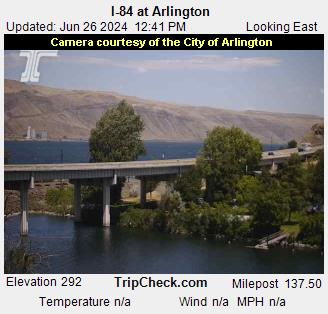 I-84 at Arlington
Updated: Jun 26 2024 12:41 PM Looking East
Camera courtesy of the City of Arlington
Elevation 292 TripCheck.com Milepost 137.50
Temperature n/a Wind n/a MPH n/a